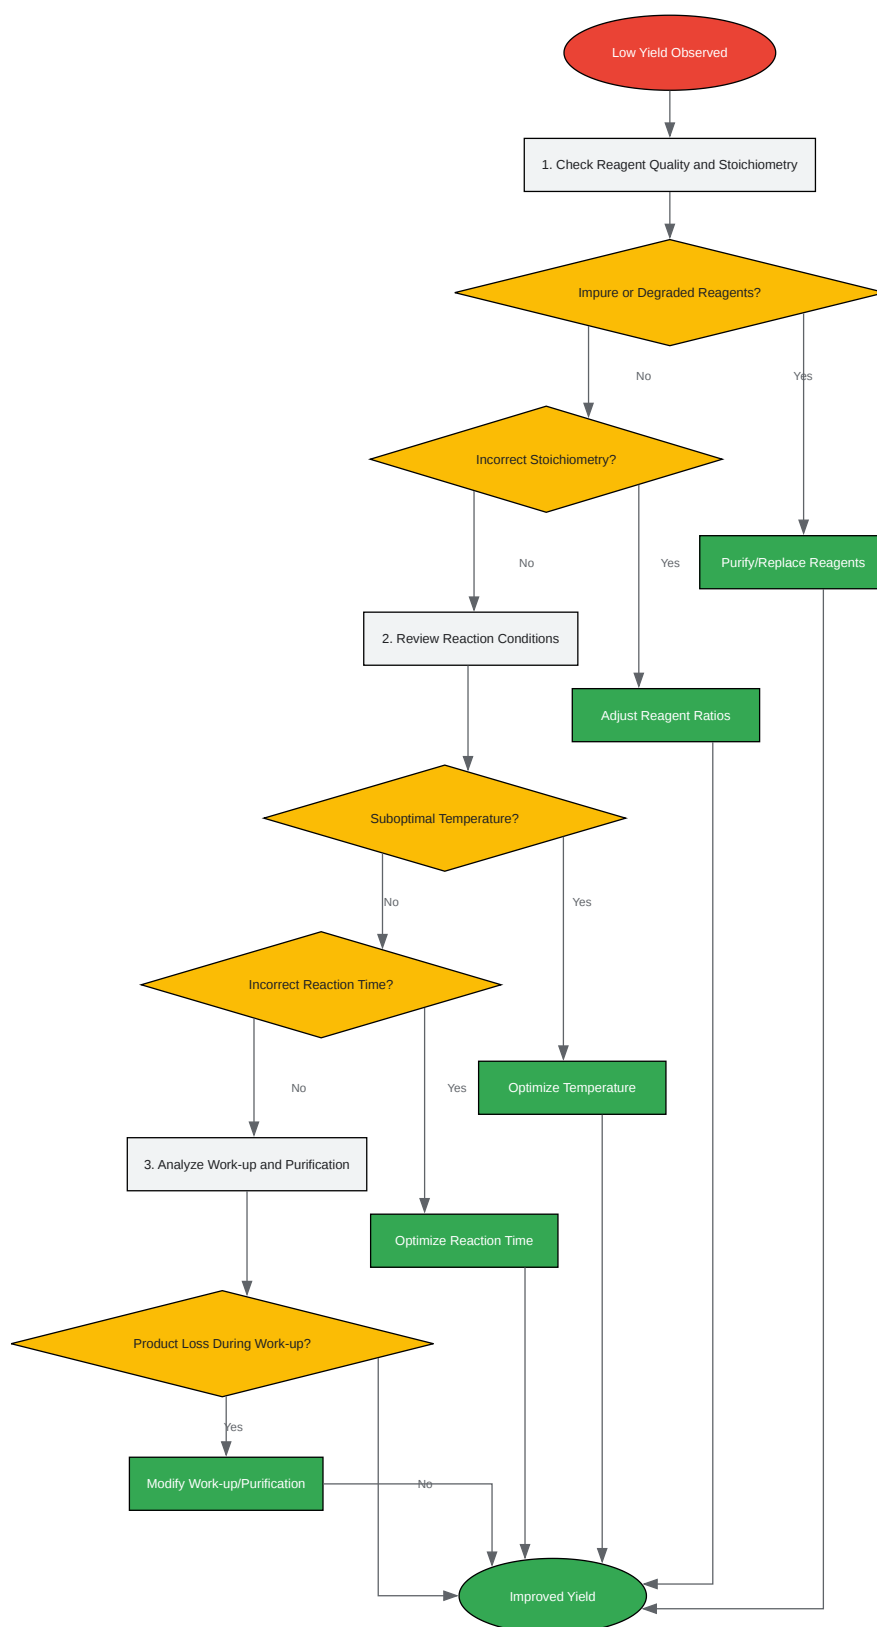 Low Yield Observed
1. Check Reagent Quality and Stoichiometry
Impure or Degraded Reagents?
No
Yes
Incorrect Stoichiometry?
No
Yes
Purify/Replace Reagents
2. Review Reaction Conditions
Adjust Reagent Ratios
Suboptimal Temperature?
No
Yes
Incorrect Reaction Time?
No
Yes
Optimize Temperature
3. Analyze Work-up and Purification
Optimize Reaction Time
Product Loss During Work-up?
Yes
Modify Work-up/Purification
No
Improved Yield